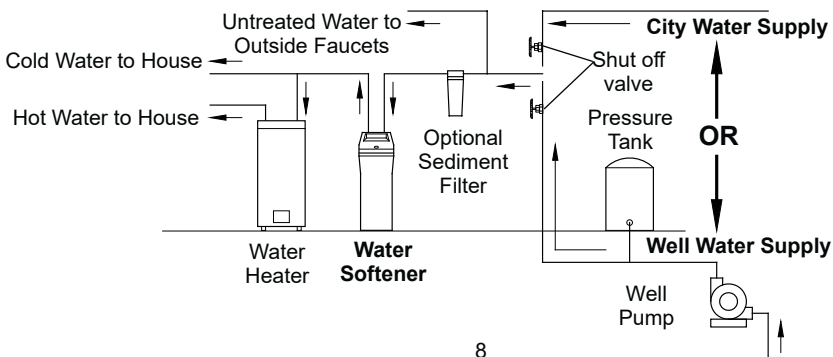 Untreated Water to
Outside Faucets
City Water Supply
Cold Water to House
Shut off
valve
Hot Water to House
Optional
Sediment
Filter
Pressure
Tank
OR
Water
Heater
Water
Softener
Well Water Supply
Well
Pump
8